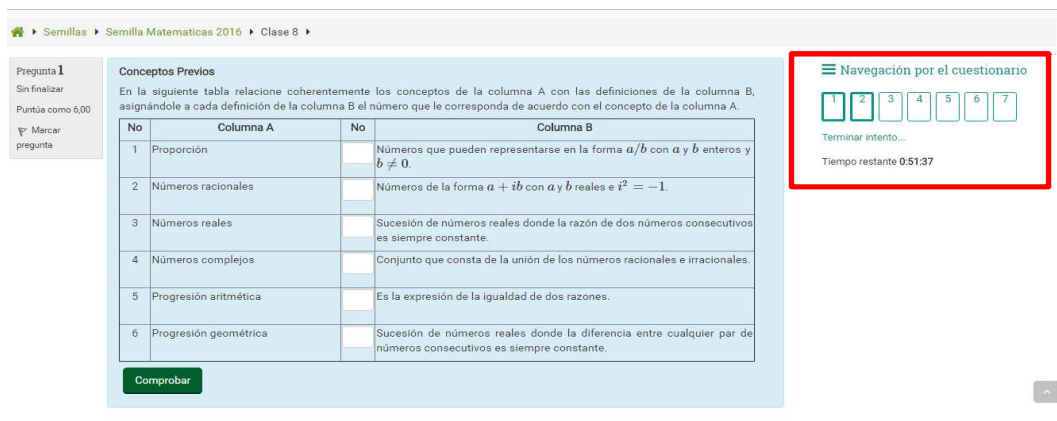 Semillas ▸ Semilla Matematicas 2016 ▸ Clase 8 ▸
Pregunta 1
Sin finalizar
Puntúa como 6,00
Marcar
pregunta
Conceptos Previos
En la siguiente tabla relacione coherentemente los conceptos de la columna A con las definiciones de la columna B,
asignándole a cada definición de la columna B el número que le corresponda de acuerdo con el concepto de la columna A.
No Columna A No Columna B
1 Proporción Números que pueden representarse en la forma a/b con a y b enteros y
b ≠ 0.
2 Números racionales Números de la forma a + ib con a y b reales e i² = −1.
3 Números reales Sucesión de números reales donde la razón de dos números consecutivos
es siempre constante.
4 Números complejos Conjunto que consta de la unión de los números racionales e irracionales.
5 Progresión aritmética Es la expresión de la igualdad de dos razones.
6 Progresión geométrica Sucesión de números reales donde la diferencia entre cualquier par de
números consecutivos es siempre constante.
Comprobar
Navegación por el cuestionario
1 2 3 4 5 6 7
Terminar intento...
Tiempo restante 0:51:37